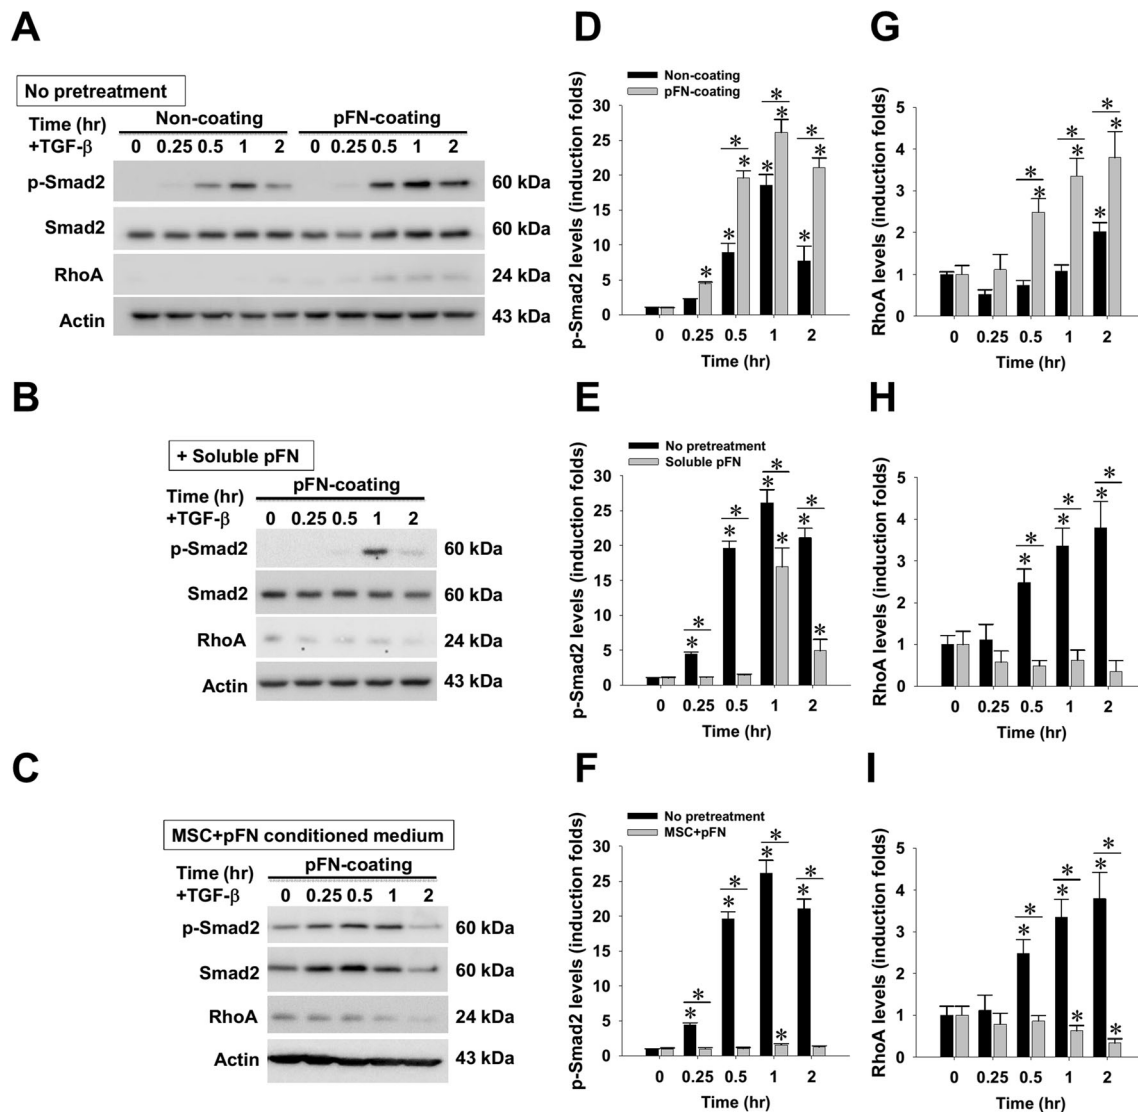 A
No pretreatment
Time (hr) Non-coating pFN-coating
+TGF-β 0 0.25 0.5 1 2 0 0.25 0.5 1 2
p-Smad2 60 kDa
Smad2 60 kDa
RhoA 24 kDa
Actin 43 kDa
D
Non-coating
pFN-coating
p-Smad2 levels (induction folds)
30
25
20
15
10
5
0
* * * * * * * * * *
0 0.25 0.5 1 2
Time (hr)
G
RhoA levels (induction folds)
5
4
3
2
1
0
* * * * * * *
0 0.25 0.5 1 2
Time (hr)
B
+ Soluble pFN
Time (hr) pFN-coating
+TGF-β 0 0.25 0.5 1 2
p-Smad2 60 kDa
Smad2 60 kDa
RhoA 24 kDa
Actin 43 kDa
E
No pretreatment
Soluble pFN
p-Smad2 levels (induction folds)
30
25
20
15
10
5
0
* * * * * * * * * *
0 0.25 0.5 1 2
Time (hr)
H
RhoA levels (induction folds)
5
4
3
2
1
0
* * * * * *
0 0.25 0.5 1 2
Time (hr)
C
MSC+pFN conditioned medium
Time (hr) pFN-coating
+TGF-β 0 0.25 0.5 1 2
p-Smad2 60 kDa
Smad2 60 kDa
RhoA 24 kDa
Actin 43 kDa
F
No pretreatment
MSC+pFN
p-Smad2 levels (induction folds)
30
25
20
15
10
5
0
* * * * * * * * *
0 0.25 0.5 1 2
Time (hr)
I
RhoA levels (induction folds)
5
4
3
2
1
0
* * * * * * * *
0 0.25 0.5 1 2
Time (hr)